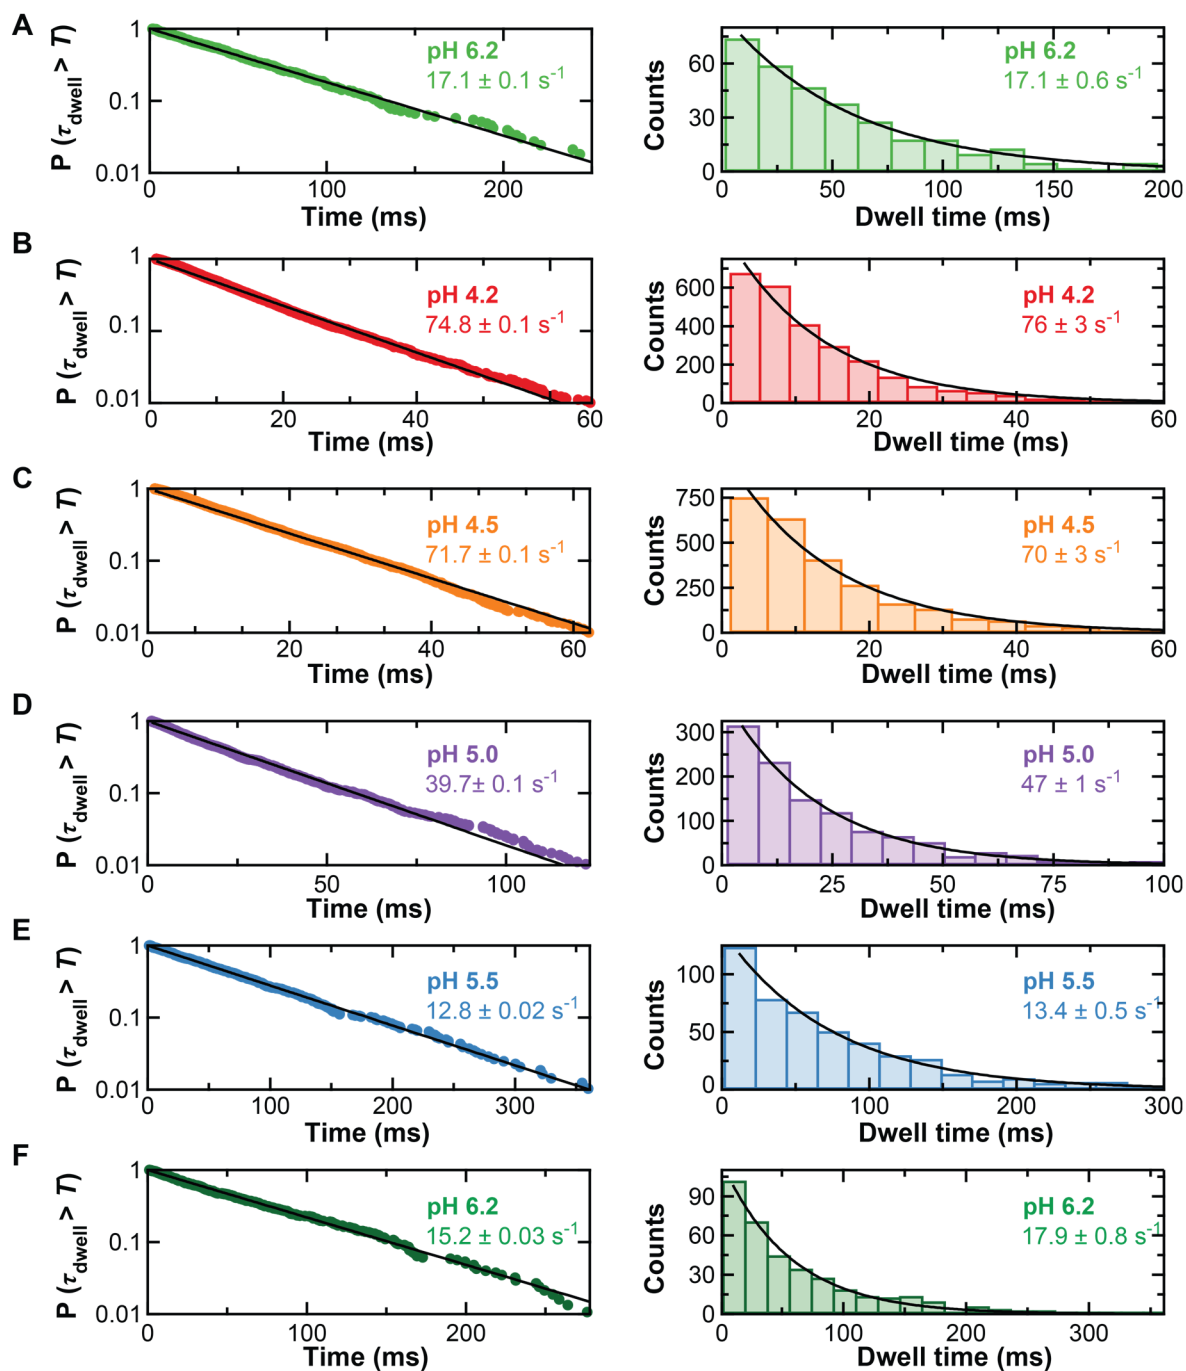 A
1
0.1
0.01
P (τdwell > T)
pH 6.2
17.1 ± 0.1 s-1
0
100
200
Time (ms)
60
30
0
Counts
pH 6.2
17.1 ± 0.6 s-1
0
50
100
150
200
Dwell time (ms)
B
1
0.1
0.01
P (τdwell > T)
pH 4.2
74.8 ± 0.1 s-1
0
20
40
60
Time (ms)
600
400
200
0
Counts
pH 4.2
76 ± 3 s-1
0
10
20
40
60
Dwell time (ms)
C
1
0.1
0.01
P (τdwell > T)
pH 4.5
71.7 ± 0.1 s-1
0
20
40
60
Time (ms)
750
500
250
0
Counts
pH 4.5
70 ± 3 s-1
0
20
40
60
Dwell time (ms)
D
1
0.1
0.01
P (τdwell > T)
pH 5.0
39.7± 0.1 s-1
0
50
100
Time (ms)
300
200
100
0
Counts
pH 5.0
47 ± 1 s-1
0
25
50
75
100
Dwell time (ms)
E
1
0.1
0.01
P (τdwell > T)
pH 5.5
12.8 ± 0.02 s-1
0
100
200
300
Time (ms)
100
50
0
Counts
pH 5.5
13.4 ± 0.5 s-1
0
100
200
300
Dwell time (ms)
F
1
0.1
0.01
P (τdwell > T)
pH 6.2
15.2 ± 0.03 s-1
0
100
200
Time (ms)
90
60
30
0
Counts
pH 6.2
17.9 ± 0.8 s-1
0
100
200
300
Dwell time (ms)